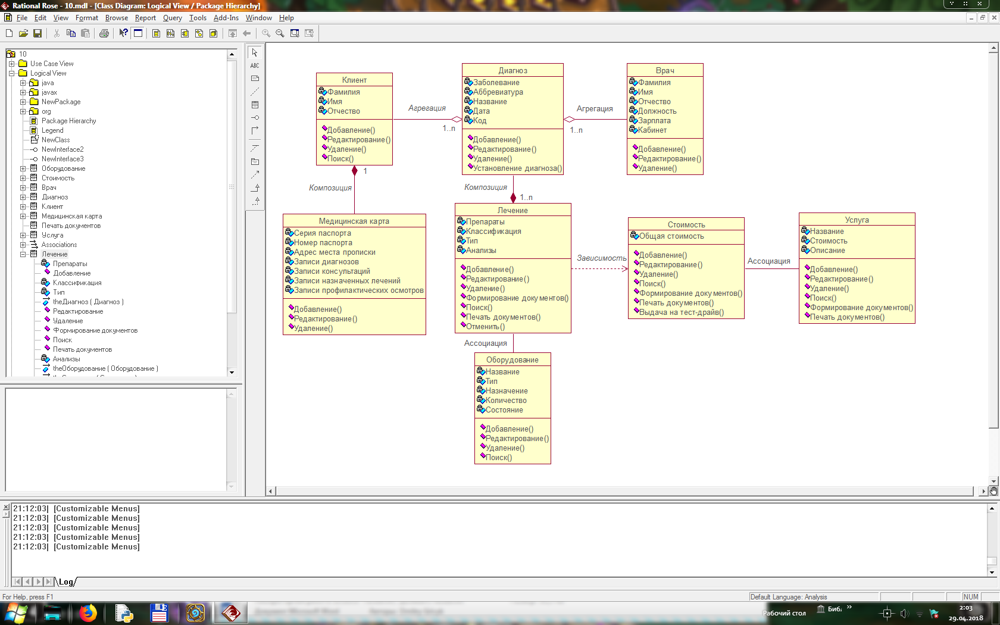 Rational Rose - 10.mdl - [Class Diagram: Logical View / Package Hierarchy]
File Edit View Format Browse Report Query Tools Add-Ins Window Help
10
Use Case View
Logical View
java
javax
NewPackage
org
Package Hierarchy
Legend
NewClass
NewInterface2
NewInterface3
Оборудование
Стоимость
Врач
Диагноз
Клиент
Медицинская карта
Печать документов
Услуга
Associations
Лечение
Препараты
Добавление
Классификация
Тип
theДиагноз ( Диагноз )
Редактирование
Удаление
Формирование документов
Поиск
Печать документов
Анализы
theОборудование ( Оборудование )
ABC
Клиент
Фамилия
Имя
Отчество
Добавление()
Редактирование()
Удаление()
Поиск()
Агрегация
1..n
Диагноз
Заболевание
Аббревиатура
Название
Дата
Код
Добавление()
Редактирование()
Удаление()
Установление диагноза()
Агрегация
1..n
Врач
Фамилия
Имя
Отчество
Должность
Зарплата
Кабинет
Добавление()
Редактирование()
Удаление()
1
Композиция
Композиция
1..n
Медицинская карта
Серия паспорта
Номер паспорта
Адрес места прописки
Записи диагнозов
Записи консультаций
Записи назначенных лечений
Записи профилактических осмотров
Добавление()
Редактирование()
Удаление()
Лечение
Препараты
Классификация
Тип
Анализы
Добавление()
Редактирование()
Удаление()
Формирование документов()
Поиск()
Печать документов()
Отменить()
Зависимость
Стоимость
Общая стоимость
Добавление()
Редактирование()
Удаление()
Поиск()
Формирование документов()
Печать документов()
Выдача на тест-драйв()
Ассоциация
Услуга
Название
Стоимость
Описание
Добавление()
Редактирование()
Удаление()
Поиск()
Формирование документов()
Печать документов()
Ассоциация
Оборудование
Название
Тип
Назначение
Количество
Состояние
Добавление()
Редактирование()
Удаление()
Поиск()
21:12:03| [Customizable Menus]
21:12:03| [Customizable Menus]
21:12:03| [Customizable Menus]
21:12:03| [Customizable Menus]
21:12:03| [Customizable Menus]
Log
For Help, press F1
Default Language: Analysis
NUM
Рабочий стол
Биб. »
2:03
29.04.2018